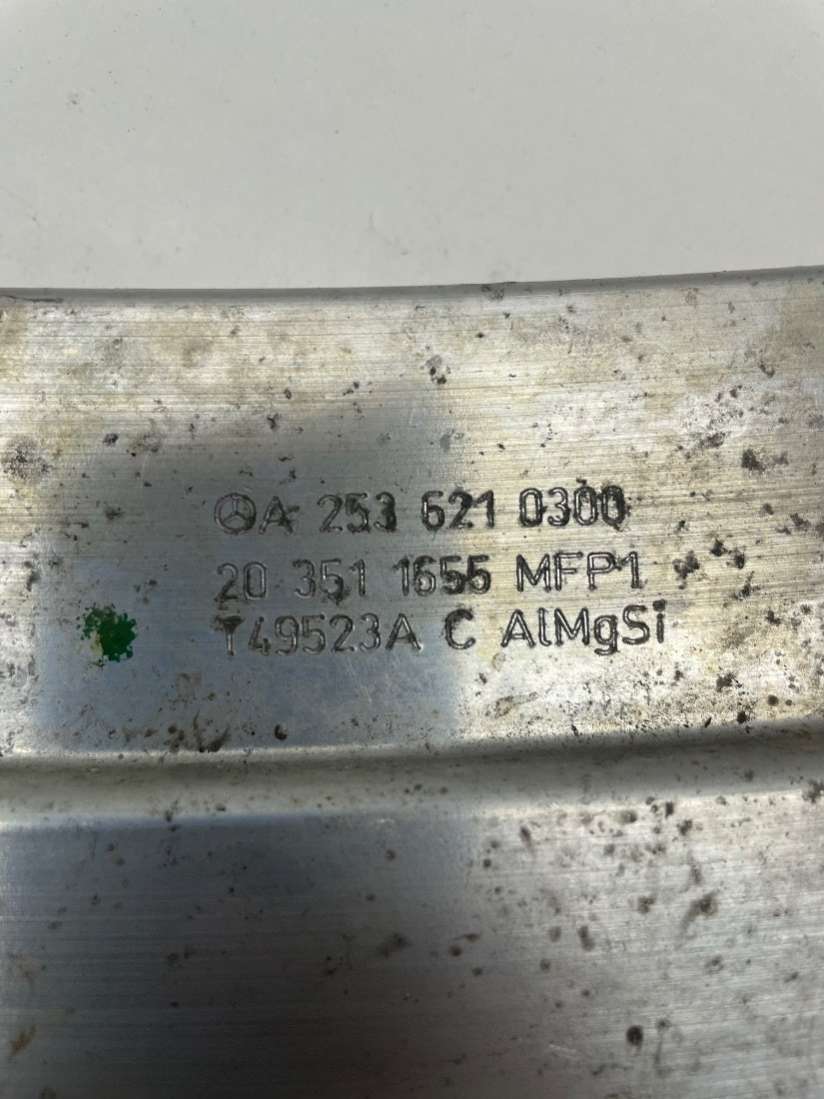 A 253 621 0300
20 351 1655 MFP1
T49523A C AlMgSi